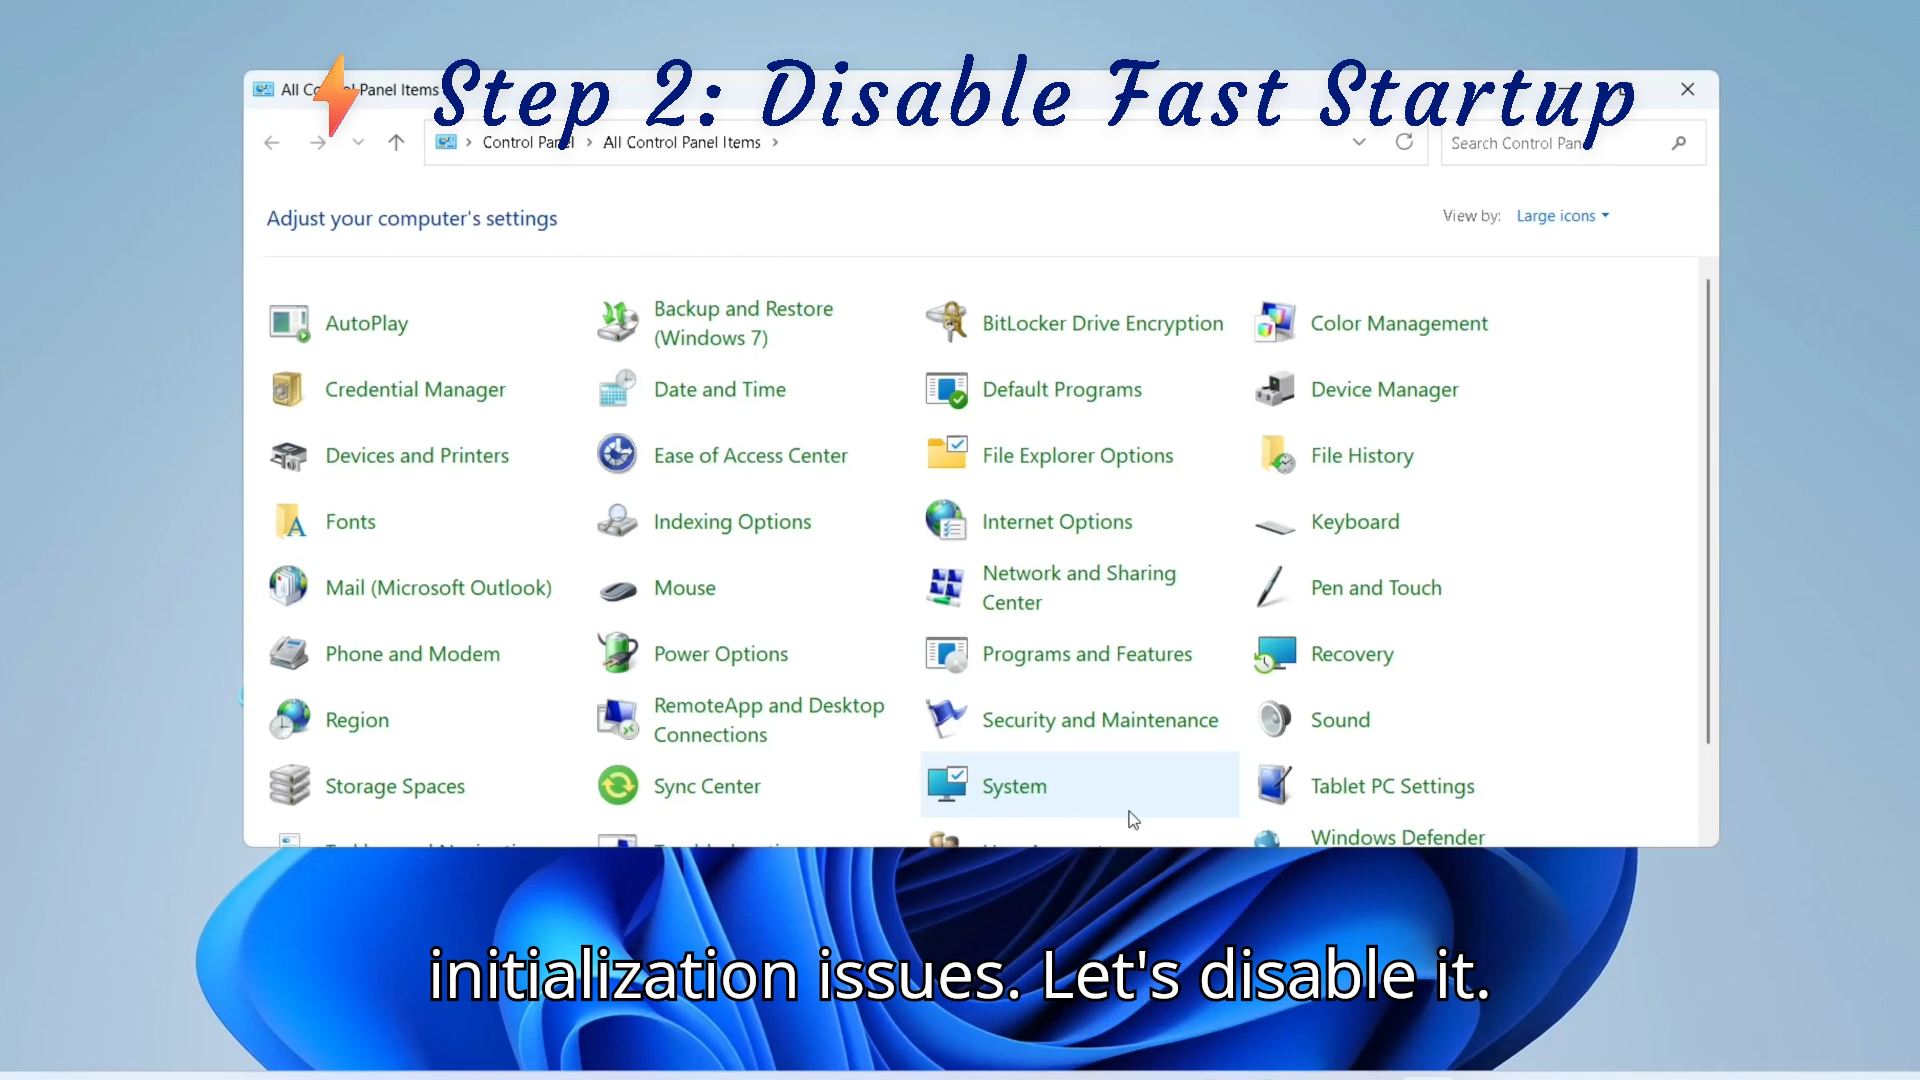 Step 2: Disable Fast Startup
All Control Panel Items
Control Panel > All Control Panel Items >
Search Control Pan
Adjust your computer's settings
View by: Large icons
AutoPlay
Backup and Restore
(Windows 7)
BitLocker Drive Encryption
Color Management
Credential Manager
Date and Time
Default Programs
Device Manager
Devices and Printers
Ease of Access Center
File Explorer Options
File History
Fonts
Indexing Options
Internet Options
Keyboard
Mail (Microsoft Outlook)
Mouse
Network and Sharing
Center
Pen and Touch
Phone and Modem
Power Options
Programs and Features
Recovery
Region
RemoteApp and Desktop
Connections
Security and Maintenance
Sound
Storage Spaces
Sync Center
System
Tablet PC Settings
Windows Defender
initialization issues. Let's disable it.